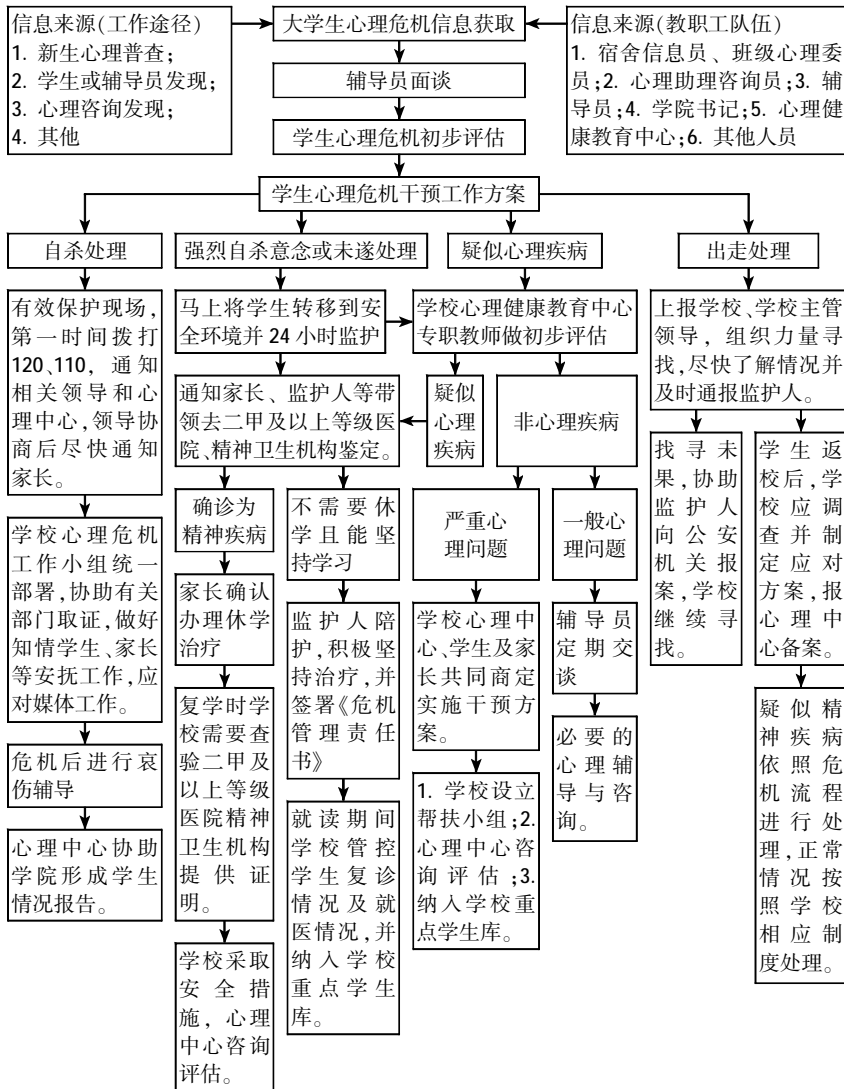 信息来源(工作途径)
1. 新生心理普查;
2. 学生或辅导员发现;
3. 心理咨询发现;
4. 其他
大学生心理危机信息获取
信息来源(教职工队伍)
1. 宿舍信息员、班级心理委
员;2. 心理助理咨询员;3. 辅
导员;4. 学院书记;5. 心理健
康教育中心;6. 其他人员
辅导员面谈
学生心理危机初步评估
学生心理危机干预工作方案
自杀处理
强烈自杀意念或未遂处理
疑似心理疾病
出走处理
有效保护现场,
第一时间拨打
120、110, 通知
相关领导和心
理中心,领导协
商后尽快通知
家长。
学校心理危机
工作小组统一
部署,协助有关
部门取证,做好
知情学生、家长
等安抚工作,应
对媒体工作。
危机后进行哀
伤辅导
心理中心协助
学院形成学生
情况报告。
马上将学生转移到安
全环境并 24 小时监护
通知家长、监护人等带
领去二甲及以上等级医
院、精神卫生机构鉴定。
确诊为
精神疾病
家长确认
办理休学
治疗
复学时学
校需要查
验二甲及
以上等级
医院精神
卫生机构
提供证
明。
学校采取
安全措
施, 心理
中心咨询
评估。
不需要休
学且能坚
持学习
监护人陪
护,积极坚
持治疗,并
签署《危机
管理责任
书》
就读期间
学校管控
学生复诊
情况及就
医情况,并
纳入学校
重点学生
库。
学校心理健康教育中心
专职教师做初步评估
疑似
心理
疾病
非心理疾病
严重心
理问题
学校心理中
心、学生及家
长共同商定
实施干预方
案。
1. 学校设立
帮扶小组;2.
心理中心咨
询评估;3.
纳入学校重
点学生库。
一般心
理问题
辅导员
定期交
谈
必要的
心理辅
导与咨
询。
上报学校、学校主管
领导, 组织力量寻
找,尽快了解情况并
及时通报监护人。
找寻未
果,协助
监护人
向公安
机关报
案,学校
继续寻
找。
学生返
校后,学
校应调
查并制
定应对
方案,报
心理中
心备案。
疑似精
神疾病
依照危
机流程
进行处
理,正常
情况按
照学校
相应制
度处理。